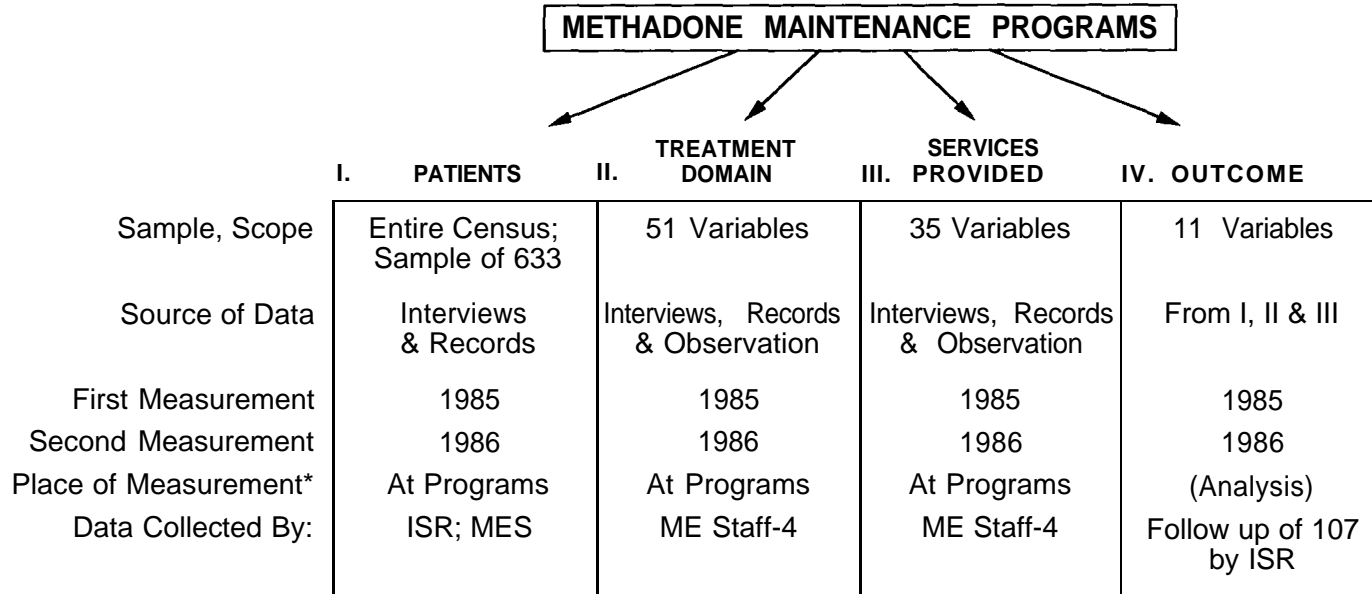 METHADONE MAINTENANCE PROGRAMS
I. PATIENTS
II. TREATMENT DOMAIN
III. SERVICES PROVIDED
IV. OUTCOME
Sample, Scope
Entire Census;
Sample of 633
51 Variables
35 Variables
11 Variables
Source of Data
Interviews
& Records
Interviews, Records
& Observation
Interviews, Records
& Observation
From I, II & III
First Measurement 1985 1985 1985 1985
Second Measurement 1986 1986 1986 1986
Place of Measurement* At Programs At Programs At Programs (Analysis)
Data Collected By: ISR; MES ME Staff-4 ME Staff-4 Follow up of 107
by ISR